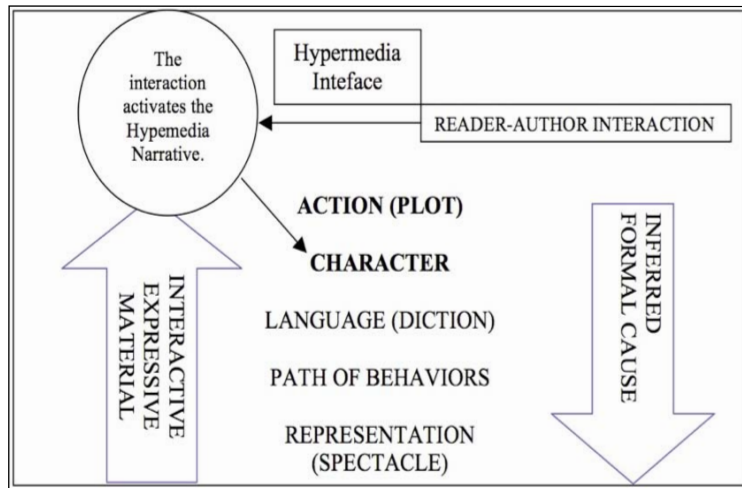 The
interaction
activates the
Hypemedia
Narrative.
Hypermedia
Inteface
READER-AUTHOR INTERACTION
ACTION (PLOT)
CHARACTER
LANGUAGE (DICTION)
PATH OF BEHAVIORS
REPRESENTATION
(SPECTACLE)
INTERACTIVE
EXPRESSIVE
MATERIAL
INFERRED
FORMAL CAUSE